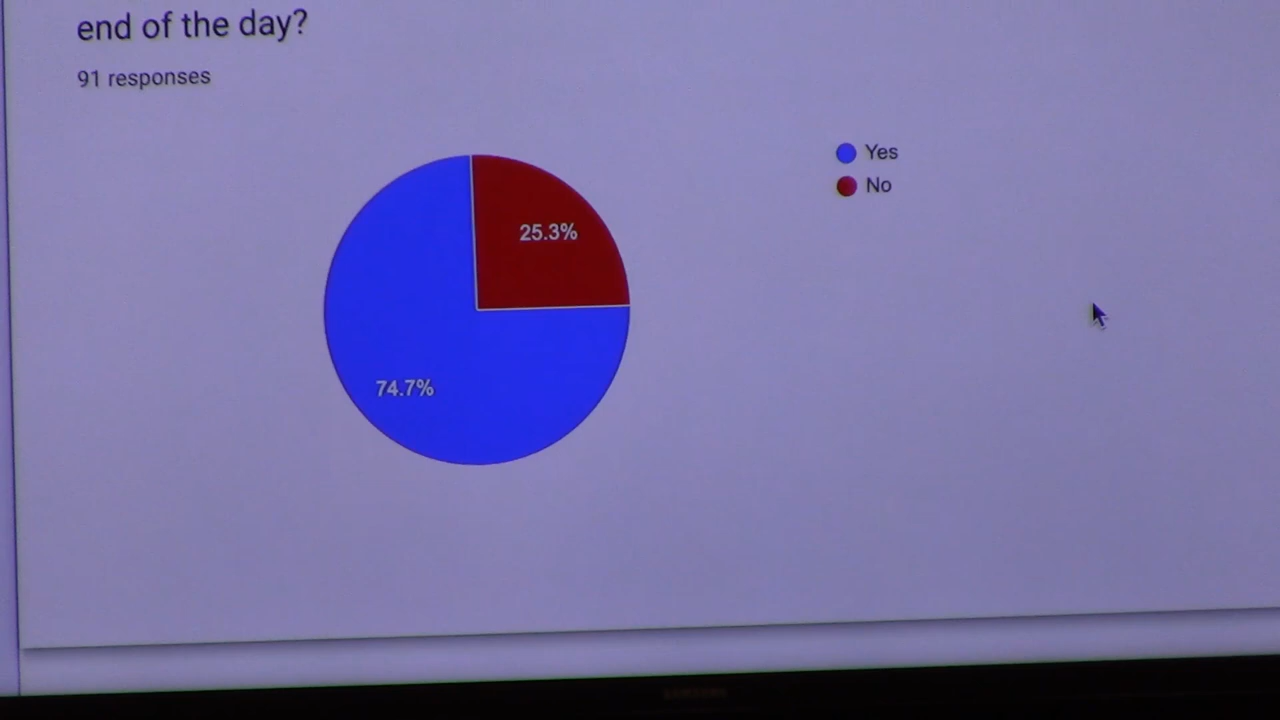 end of the day?
91 responses
Yes
No
25.3%
74.7%